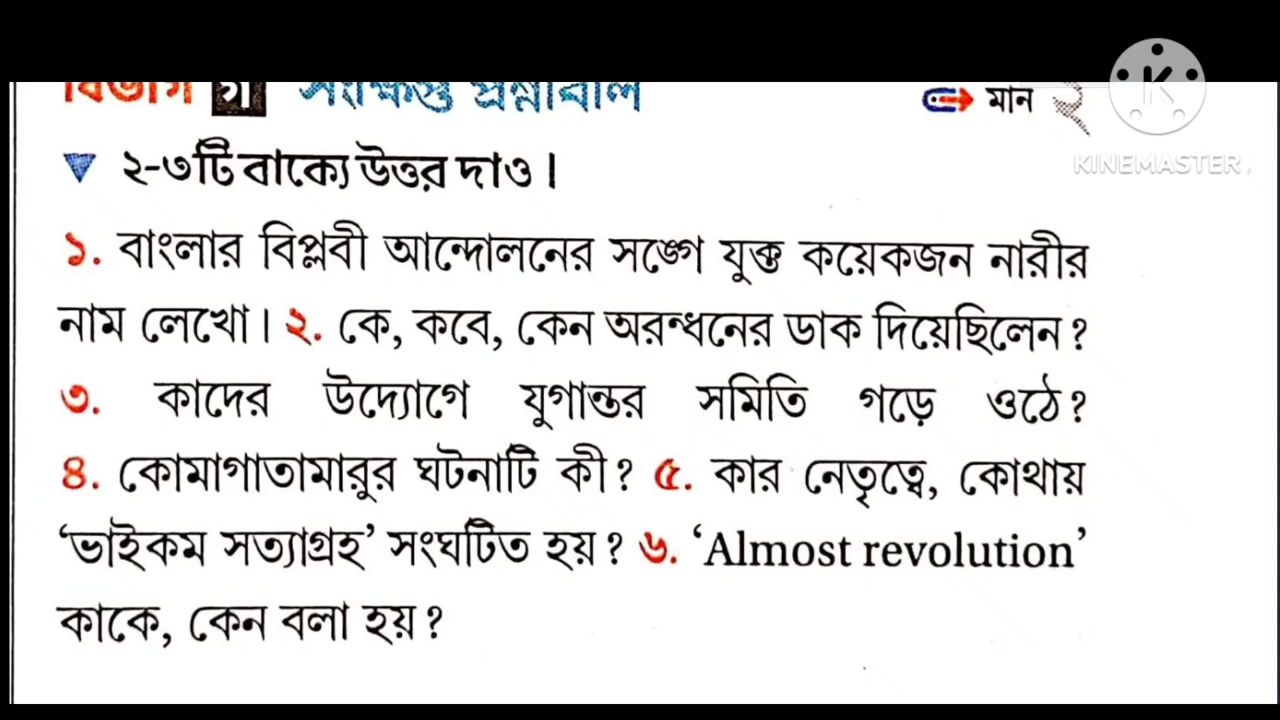 বিভাগ গ সংক্ষিপ্ত প্রশ্নাবলি মান ২
KINEMASTER
২-৩টি বাক্যে উত্তর দাও।
১. বাংলার বিপ্লবী আন্দোলনের সঙ্গে যুক্ত কয়েকজন নারীর
নাম লেখো। ২. কে, কবে, কেন অরন্ধনের ডাক দিয়েছিলেন?
৩. কাদের উদ্যোগে যুগান্তর সমিতি গড়ে ওঠে?
৪. কোমাগাতামারুর ঘটনাটি কী? ৫. কার নেতৃত্বে, কোথায়
‘ভাইকম সত্যাগ্রহ’ সংঘটিত হয়? ৬. ‘Almost revolution’
কাকে, কেন বলা হয়?